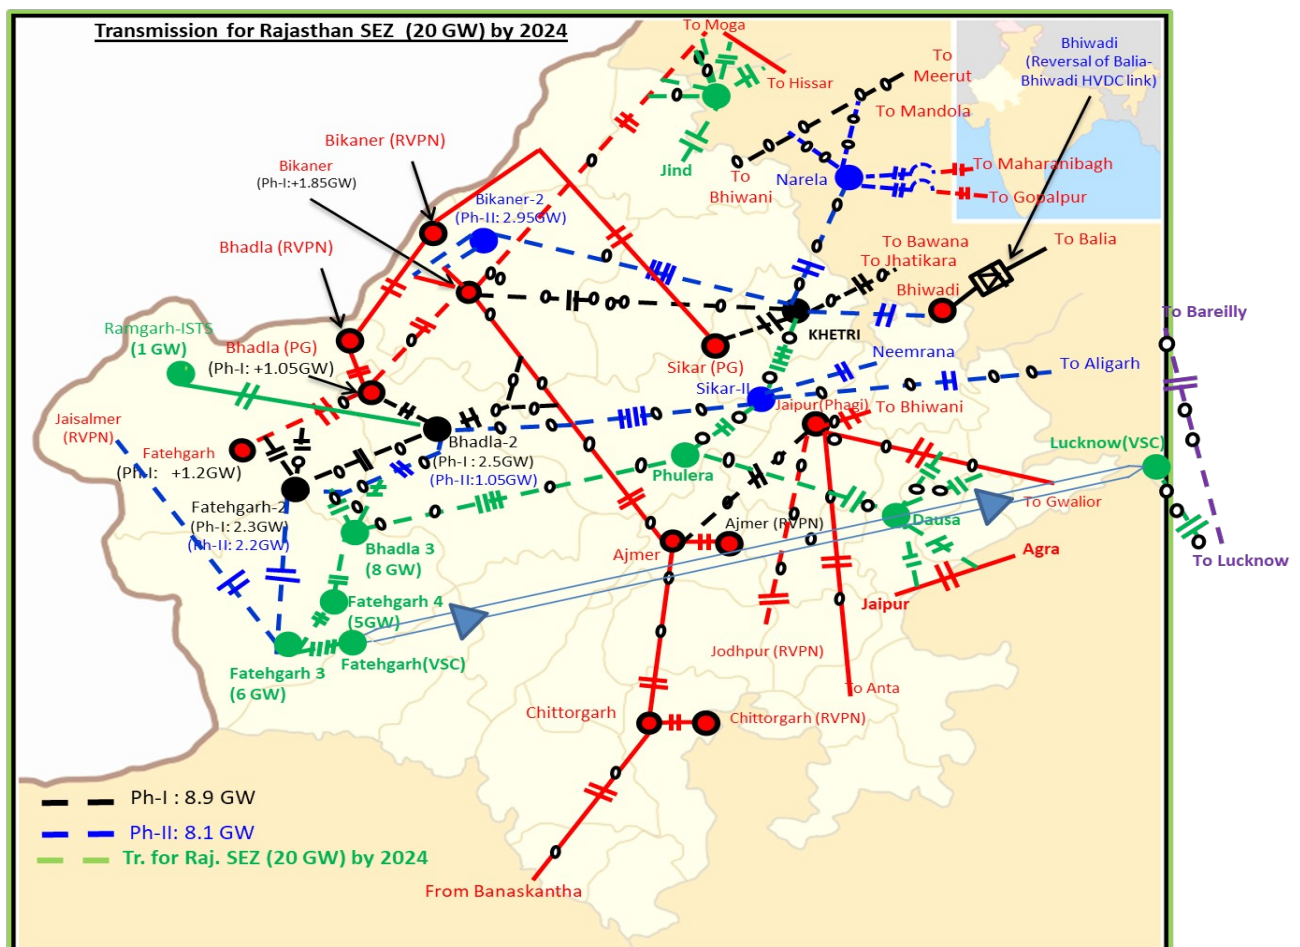 Transmission for Rajasthan SEZ (20 GW) by 2024
To Moga
To Hissar
To
Meerut
Bhiwadi
(Reversal of Balia-
Bhiwadi HVDC link)
To Mandola
Bikaner (RVPN)
Bikaner
(Ph-I:+1.85GW)
Jind
To
Bhiwani
Narela
To Maharanibagh
To Gopalpur
Bikaner-2
(Ph-II: 2.95GW)
Bhadla (RVPN)
To Bawana
To Jhatikara
To Balia
Bhiwadi
To Bareilly
Ramgarh-ISTS
(1 GW)
Bhadla (PG)
(Ph-I: +1.05GW)
KHETRI
Sikar (PG)
Neemrana
To Aligarh
Sikar-II
Jaipur(Phagi)
To Bhiwani
Jaisalmer
(RVPN)
Bhadla-2
(Ph-I : 2.5GW)
(Ph-II:1.05GW)
Lucknow(VSC)
Fatehgarh
(Ph-I: +1.2GW)
Phulera
To Gwalior
Fatehgarh-2
(Ph-I: 2.3GW)
(Ph-II: 2.2GW)
Dausa
Ajmer (RVPN)
Bhadla 3
(8 GW)
Ajmer
Agra
To Lucknow
Fatehgarh 4
(5GW)
Jaipur
Jodhpur (RVPN)
Fatehgarh 3
(6 GW)
Fatehgarh(VSC)
To Anta
Chittorgarh
Chittorgarh (RVPN)
Ph-I : 8.9 GW
Ph-II: 8.1 GW
Tr. for Raj. SEZ (20 GW) by 2024
From Banaskantha